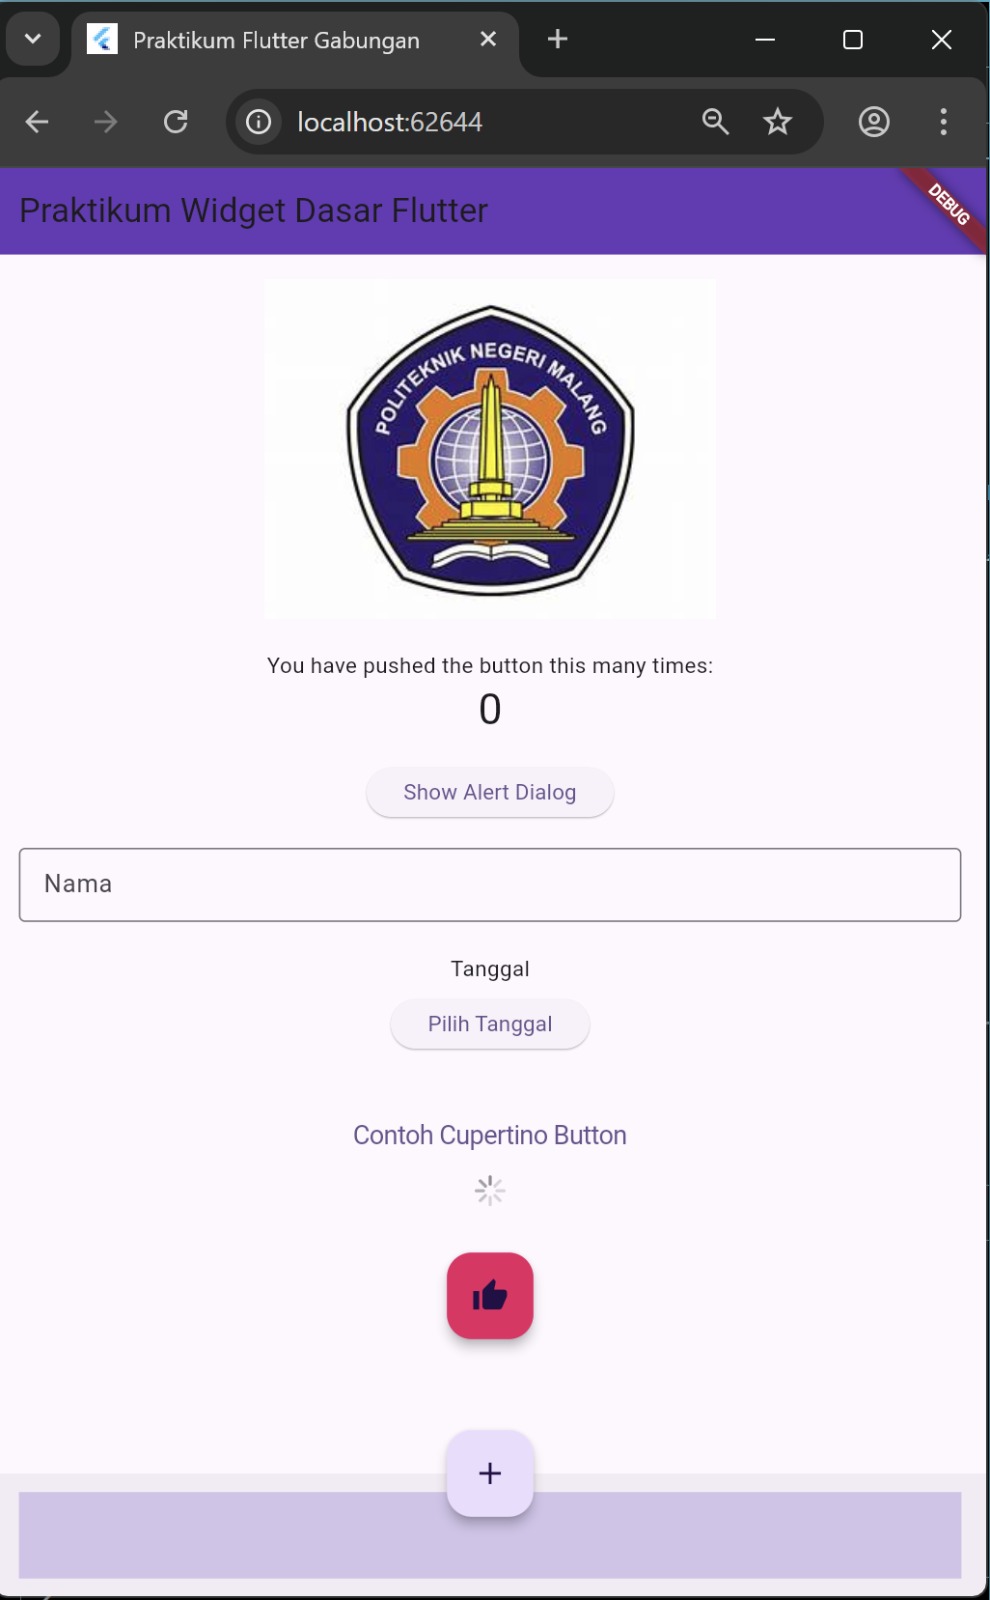 Praktikum Flutter Gabungan
localhost:62644
Praktikum Widget Dasar Flutter
DEBUG
POLITEKNIK NEGERI MALANG
You have pushed the button this many times:
0
Show Alert Dialog
Nama
Tanggal
Pilih Tanggal
Contoh Cupertino Button